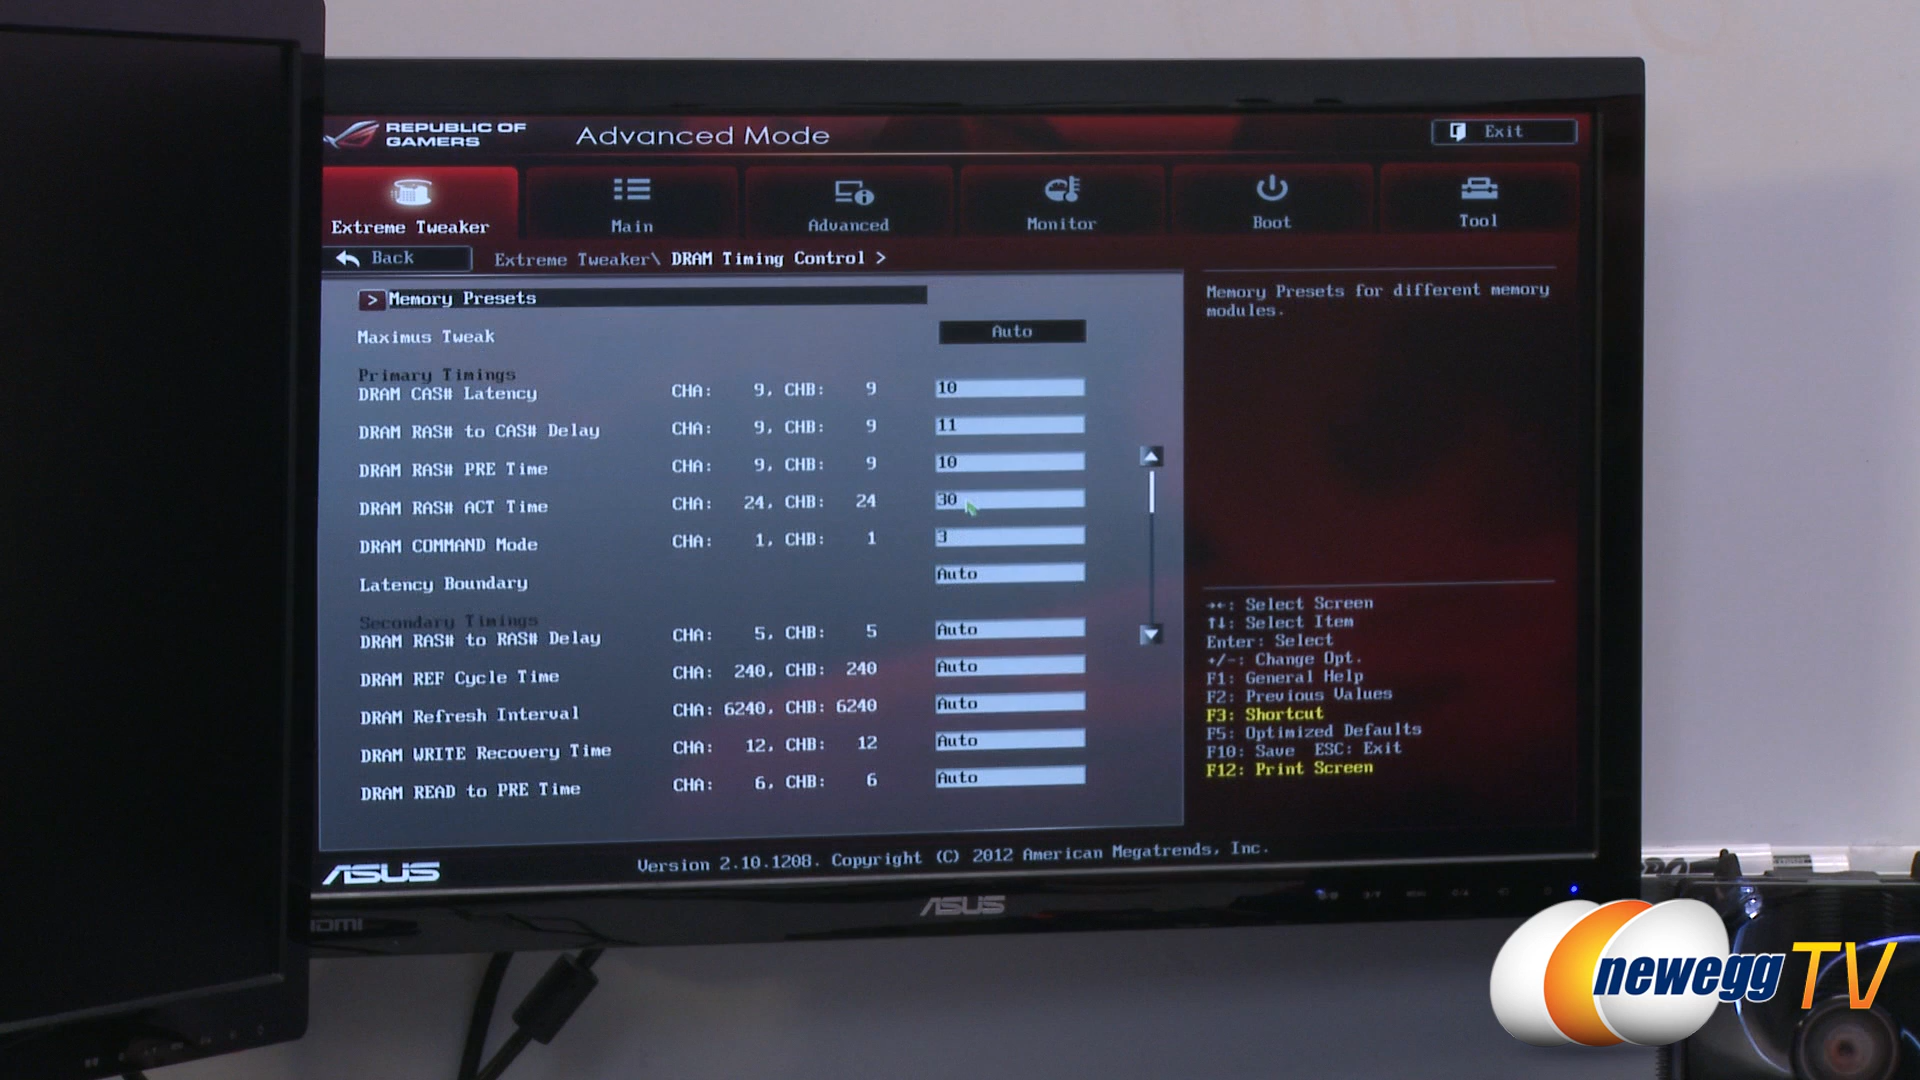 REPUBLIC OF
GAMERS
Advanced Mode
Exit
Extreme Tweaker
Main
Advanced
Monitor
Boot
Tool
Back
Extreme Tweaker\ DRAM Timing Control >
> Memory Presets
Maximus Tweak Auto
Primary Timings
DRAM CAS# Latency CHA: 9, CHB: 9 10
DRAM RAS# to CAS# Delay CHA: 9, CHB: 9 11
DRAM RAS# PRE Time CHA: 9, CHB: 9 10
DRAM RAS# ACT Time CHA: 24, CHB: 24 30
DRAM COMMAND Mode CHA: 1, CHB: 1 3
Latency Boundary Auto
Secondary Timings
DRAM RAS# to RAS# Delay CHA: 5, CHB: 5 Auto
DRAM REF Cycle Time CHA: 240, CHB: 240 Auto
DRAM Refresh Interval CHA: 6240, CHB: 6240 Auto
DRAM WRITE Recovery Time CHA: 12, CHB: 12 Auto
DRAM READ to PRE Time CHA: 6, CHB: 6 Auto
Memory Presets for different memory
modules.
→←: Select Screen
↑↓: Select Item
Enter: Select
+/-: Change Opt.
F1: General Help
F2: Previous Values
F3: Shortcut
F5: Optimized Defaults
F10: Save ESC: Exit
F12: Print Screen
ASUS
Version 2.10.1208. Copyright (C) 2012 American Megatrends, Inc.
HDMI
ASUS
newegg TV